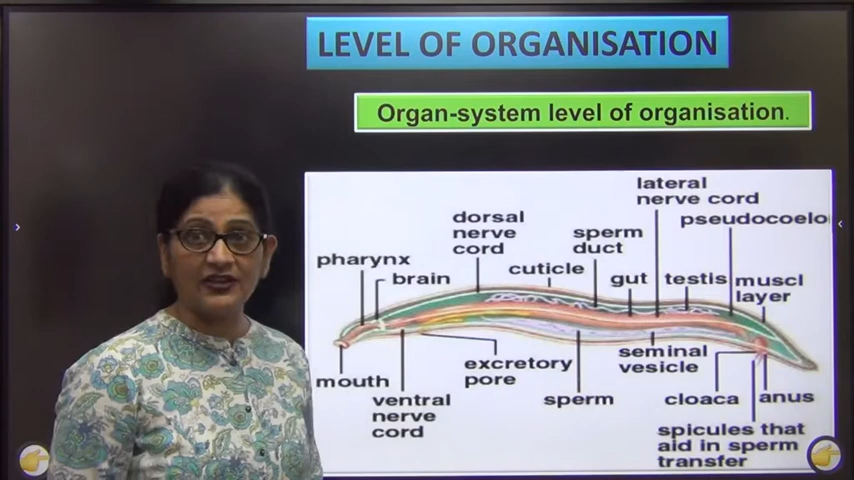 LEVEL OF ORGANISATION
Organ-system level of organisation.
lateral
nerve cord
pseudocoelo
dorsal
nerve
cord
sperm
duct
pharynx
brain
cuticle
gut
testis
muscl
layer
mouth
excretory
pore
seminal
vesicle
ventral
nerve
cord
sperm
cloaca
anus
spicules that
aid in sperm
transfer